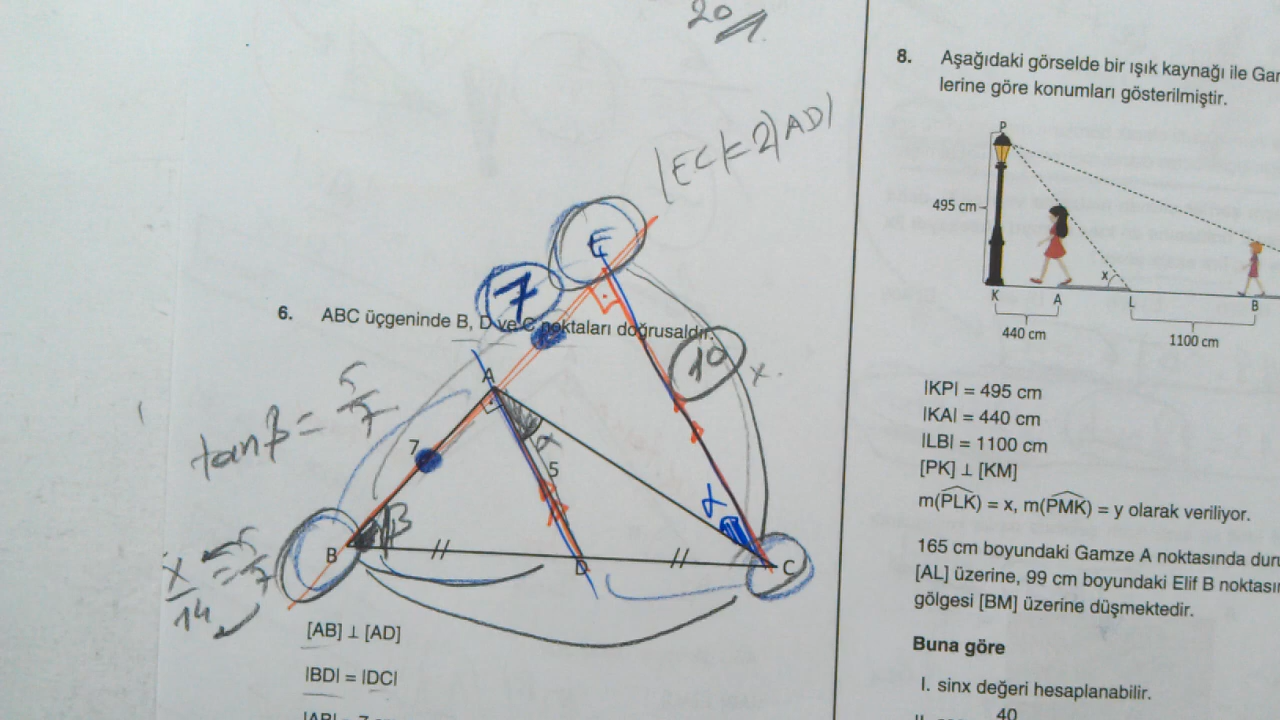 20
|EC|=2|AD|
E
7
6. ABC üçgeninde B, D ve C noktaları doğrusaldır.
10
x
A
tanβ = 5/7
7
α
5
α
B
β
D
C
x/14 = 5/7
[AB] ⊥ [AD]
|BD| = |DC|
8. Aşağıdaki görselde bir ışık kaynağı ile
lerine göre konumları gösterilmiştir.
P
495 cm
x
K
A
L
B
440 cm
1100 cm
|KP| = 495 cm
|KA| = 440 cm
|LB| = 1100 cm
[PK] ⊥ [KM]
m(PLK) = x, m(PMK) = y olarak veriliyor.
165 cm boyundaki Gamze A noktasında
[AL] üzerine, 99 cm boyundaki Elif B
gölgesi [BM] üzerine düşmektedir.
Buna göre
I. sinx değeri hesaplanabilir.
40